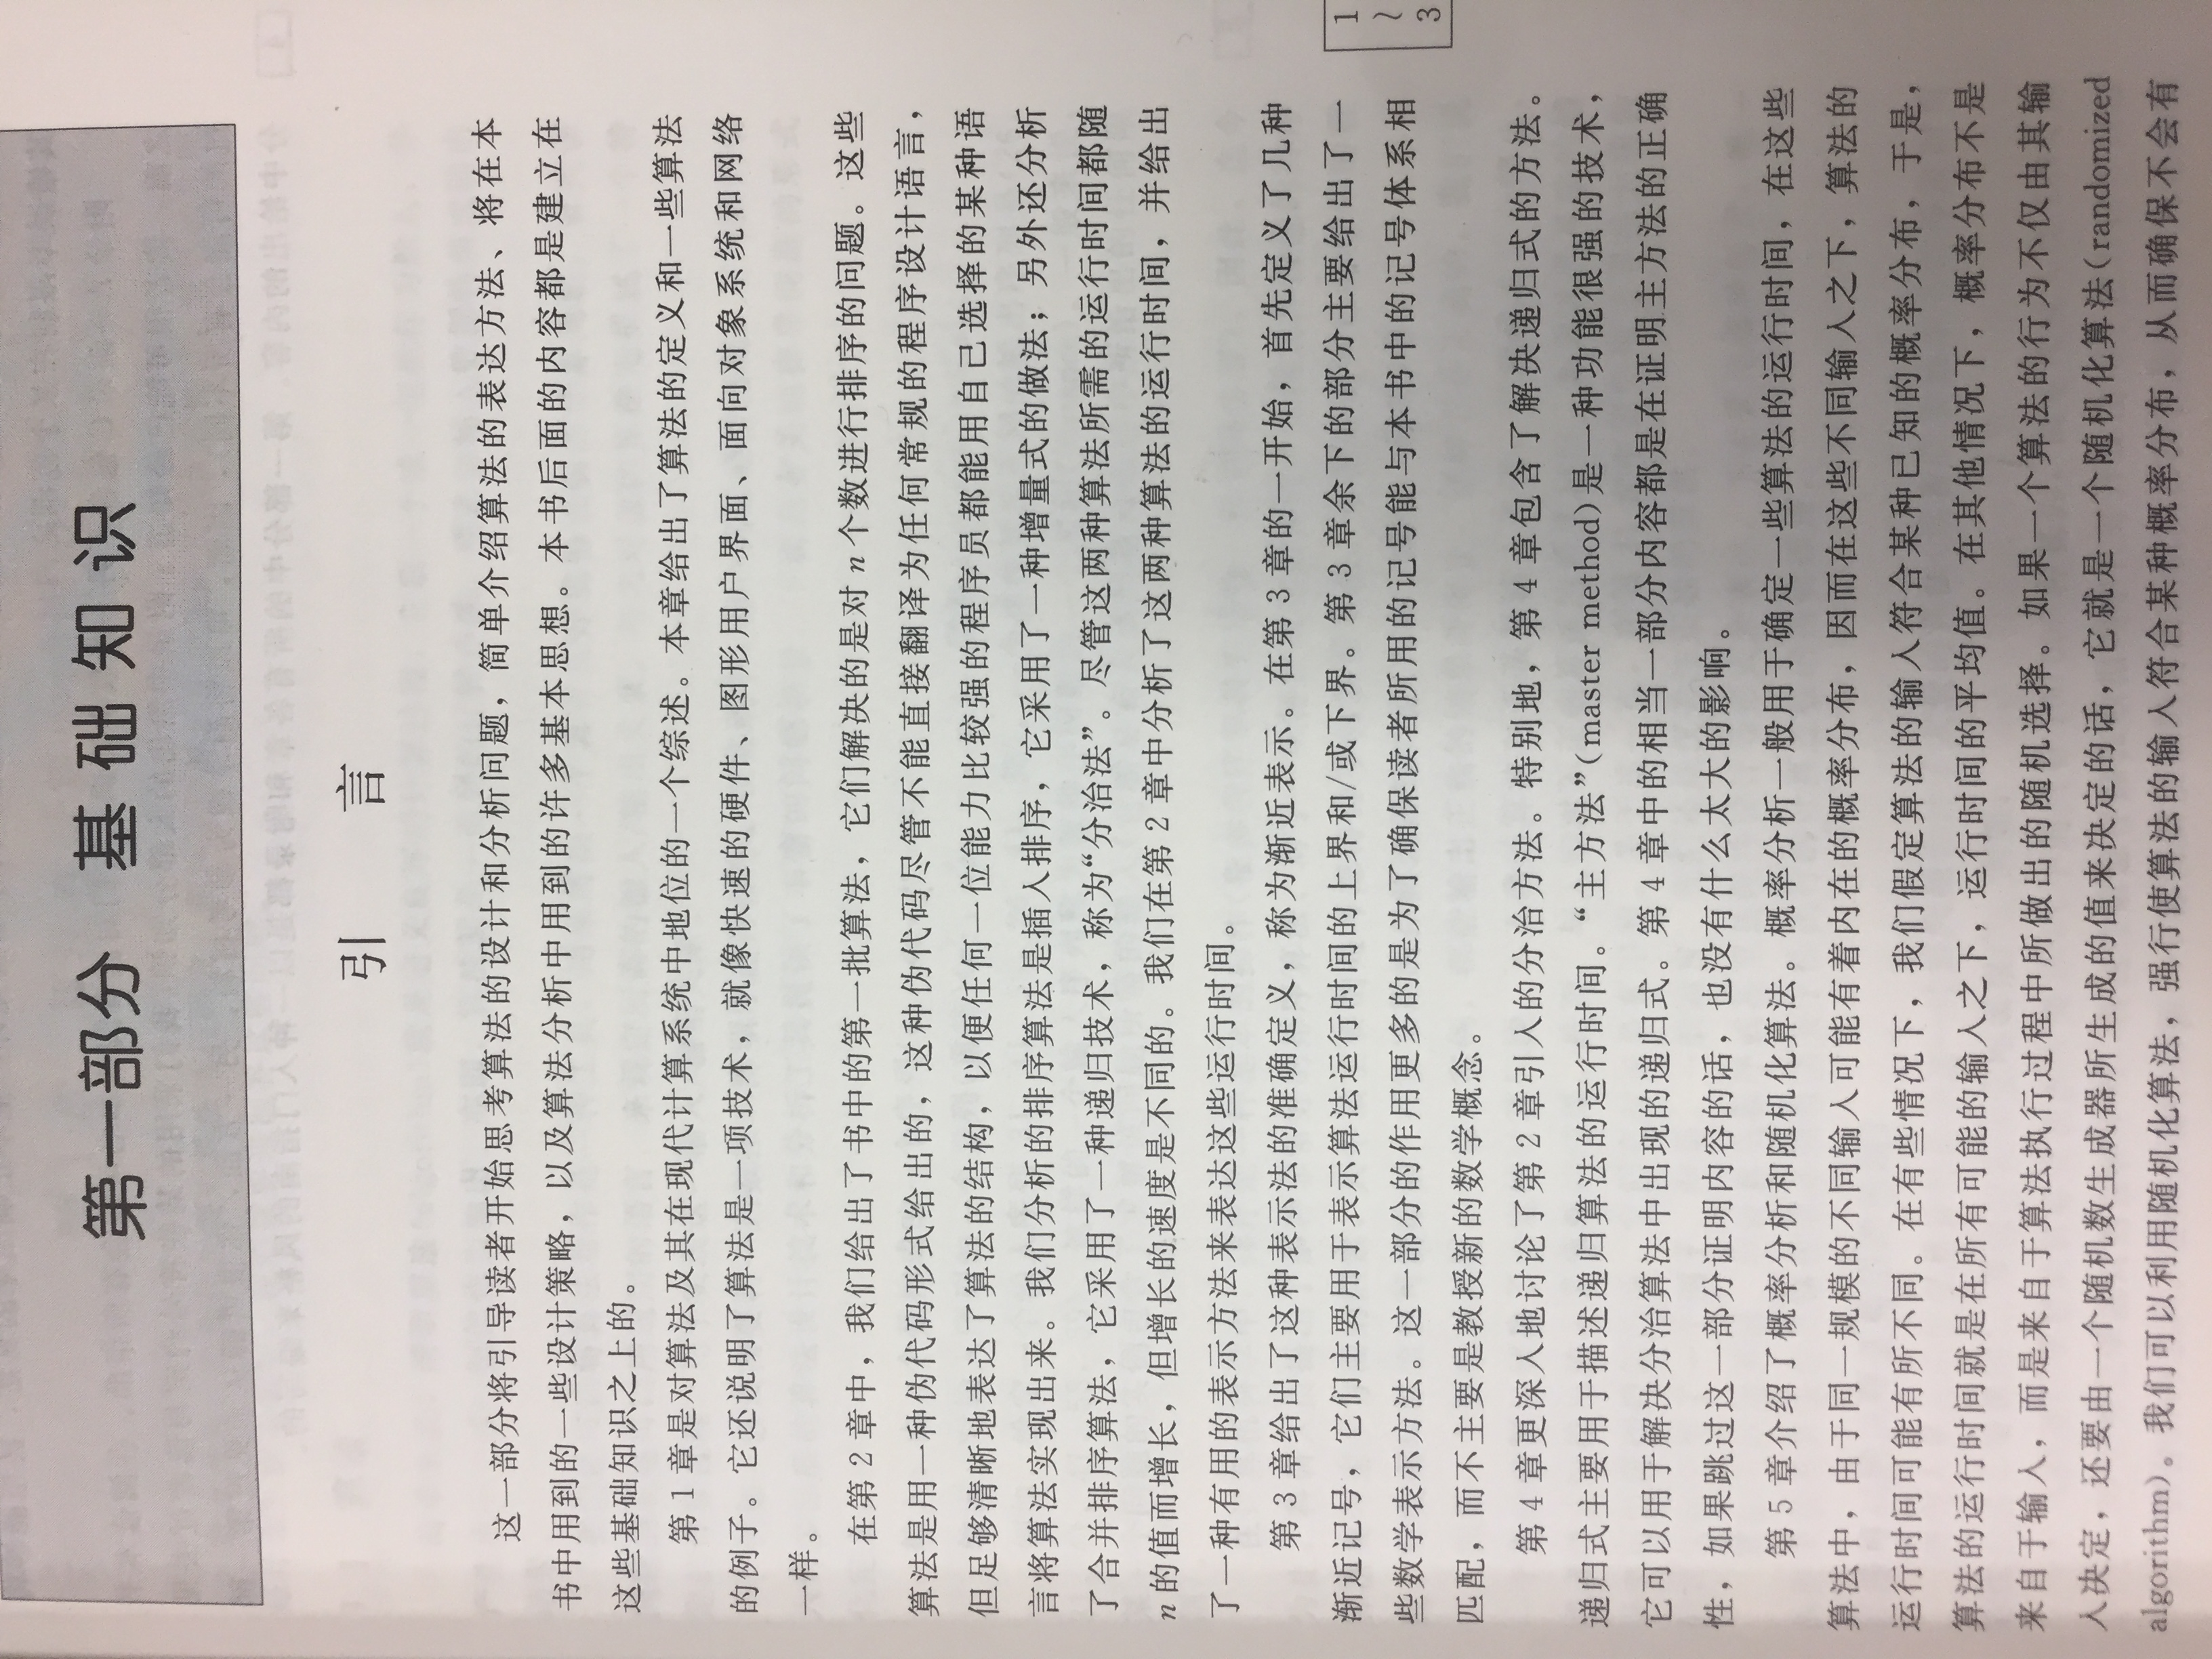 第一部分 基础知识
引 言
这一部分将引导读者开始思考算法的设计和分析问题，简单介绍算法的表达方法、将在本
书中用到的一些设计策略，以及算法分析中用到的许多基本思想。本书后面的内容都是建立在
这些基础知识之上的。
第 1 章是对算法及其在现代计算系统中地位的一个综述。本章给出了算法的定义和一些算法
的例子。它还说明了算法是一项技术，就像快速的硬件、图形用户界面、面向对象系统和网络
一样。
在第 2 章中，我们给出了书中的第一批算法，它们解决的是对 n 个数进行排序的问题。这些
算法是用一种伪代码形式给出的，这种伪代码尽管不能直接翻译为任何常规的程序设计语言，
但足够清晰地表达了算法的结构，以便任何一位能力比较强的程序员都能用自己选择的某种语
言将算法实现出来。我们分析的排序算法是插入排序，它采用了一种增量式的做法；另外还分析
了合并排序算法，它采用了一种递归技术，称为“分治法”。尽管这两种算法所需的运行时间都随
n 的值而增长，但增长的速度是不同的。我们在第 2 章中分析了这两种算法的运行时间，并给出
了一种有用的表示方法来表达这些运行时间。
第 3 章给出了这种表示法的准确定义，称为渐近表示。在第 3 章的一开始，首先定义了几种
渐近记号，它们主要用于表示算法运行时间的上界和/或下界。第 3 章余下的部分主要给出了一
些数学表示方法。这一部分的作用更多的是为了确保读者所用的记号能与本书中的记号体系相
匹配，而不主要是教授新的数学概念。
1
～
3
第 4 章更深入地讨论了第 2 章引入的分治方法。特别地，第 4 章包含了解决递归式的方法。
递归式主要用于描述递归算法的运行时间。“主方法”(master method)是一种功能很强的技术，
它可以用于解决分治算法中出现的递归式。第 4 章中的相当一部分内容都是在证明主方法的正确
性，如果跳过这一部分证明内容的话，也没有什么太大的影响。
第 5 章介绍了概率分析和随机化算法。概率分析一般用于确定一些算法的运行时间，在这些
算法中，由于同一规模的不同输入可能有着内在的概率分布，因而在这些不同输入之下，算法的
运行时间可能有所不同。在有些情况下，我们假定算法的输入符合某种已知的概率分布，于是，
算法的运行时间就是在所有可能的输入之下，运行时间的平均值。在其他情况下，概率分布不是
来自于输入，而是来自于算法执行过程中所做出的随机选择。如果一个算法的行为不仅由其输
入决定，还要由一个随机数生成器所生成的值来决定的话，它就是一个随机化算法(randomized
algorithm)。我们可以利用随机化算法，强行使算法的输入符合某种概率分布，从而确保不会有